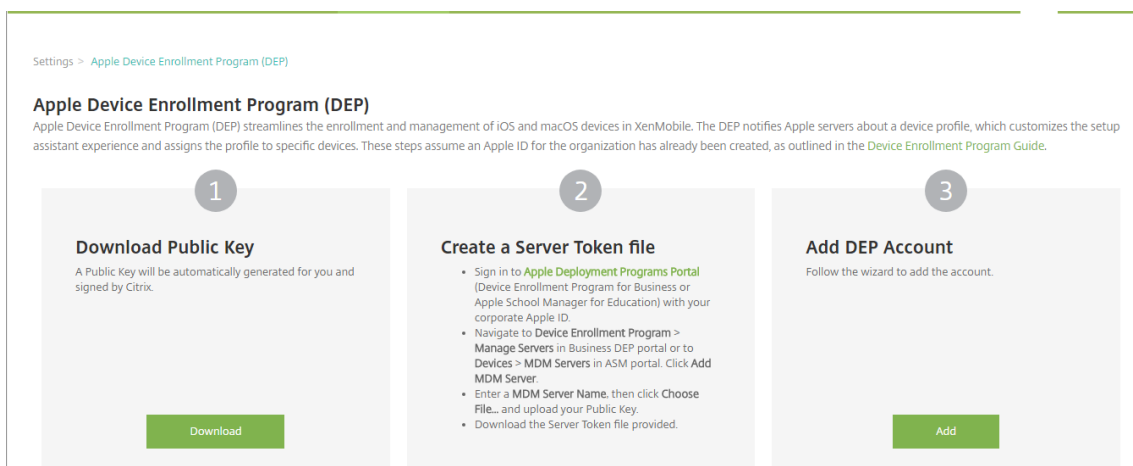 Settings > Apple Device Enrollment Program (DEP)
Apple Device Enrollment Program (DEP)
Apple Device Enrollment Program (DEP) streamlines the enrollment and management of iOS and macOS devices in XenMobile. The DEP notifies Apple servers about a device profile, which customizes the setup
assistant experience and assigns the profile to specific devices. These steps assume an Apple ID for the organization has already been created, as outlined in the Device Enrollment Program Guide.
1
Download Public Key
A Public Key will be automatically generated for you and
signed by Citrix.
Download
2
Create a Server Token file
• Sign in to Apple Deployment Programs Portal
(Device Enrollment Program for Business or
Apple School Manager for Education) with your
corporate Apple ID.
• Navigate to Device Enrollment Program >
Manage Servers in Business DEP portal or to
Devices > MDM Servers in ASM portal. Click Add
MDM Server.
• Enter a MDM Server Name, then click Choose
File... and upload your Public Key.
• Download the Server Token file provided.
3
Add DEP Account
Follow the wizard to add the account.
Add